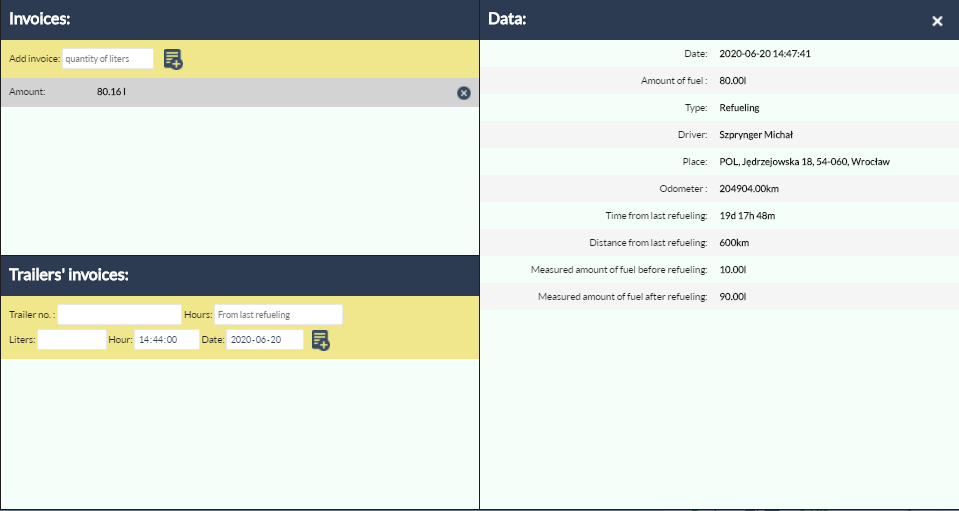 Invoices:
Add invoice: quantity of liters
Amount: 80.16 l
Trailers' invoices:
Trailer no. : Hours: From last refueling
Liters: Hour: 14:44:00 Date: 2020-06-20
Data:
Date: 2020-06-20 14:47:41
Amount of fuel : 80.00l
Type: Refueling
Driver: Szprynger Michał
Place: POL, Jędrzejowska 18, 54-060, Wrocław
Odometer : 204904.00km
Time from last refueling: 19d 17h 48m
Distance from last refueling: 600km
Measured amount of fuel before refueling: 10.00l
Measured amount of fuel after refueling: 90.00l